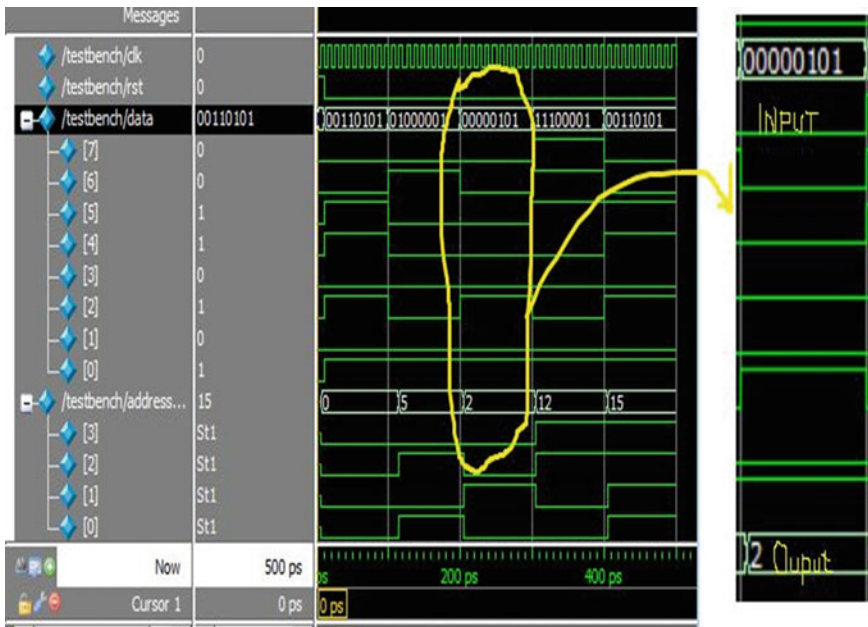 Messages
/testbench/clk 0
/testbench/rst 0
/testbench/data 00110101 00110101 01000001 00000101 11100001 00110101
[7] 0
[6] 0
[5] 1
[4] 1
[3] 0
[2] 1
[1] 0
[0] 1
/testbench/address... 15 0 5 2 12 15
[3] St1
[2] St1
[1] St1
[0] St1
Now 500 ps ps 200 ps 400 ps
Cursor 1 0 ps 0 ps
00000101
INPUT
2 Ouput